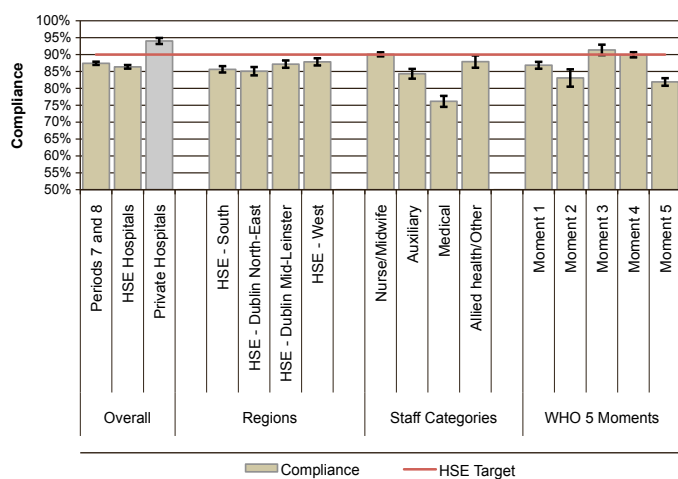 Compliance
100%
95%
90%
85%
80%
75%
70%
65%
60%
55%
50%
Periods 7 and 8
HSE Hospitals
Private Hospitals
HSE - South
HSE - Dublin North-East
HSE - Dublin Mid-Leinster
HSE - West
Nurse/Midwife
Auxiliary
Medical
Allied health/Other
Moment 1
Moment 2
Moment 3
Moment 4
Moment 5
Overall
Regions
Staff Categories
WHO 5 Moments
Compliance
HSE Target